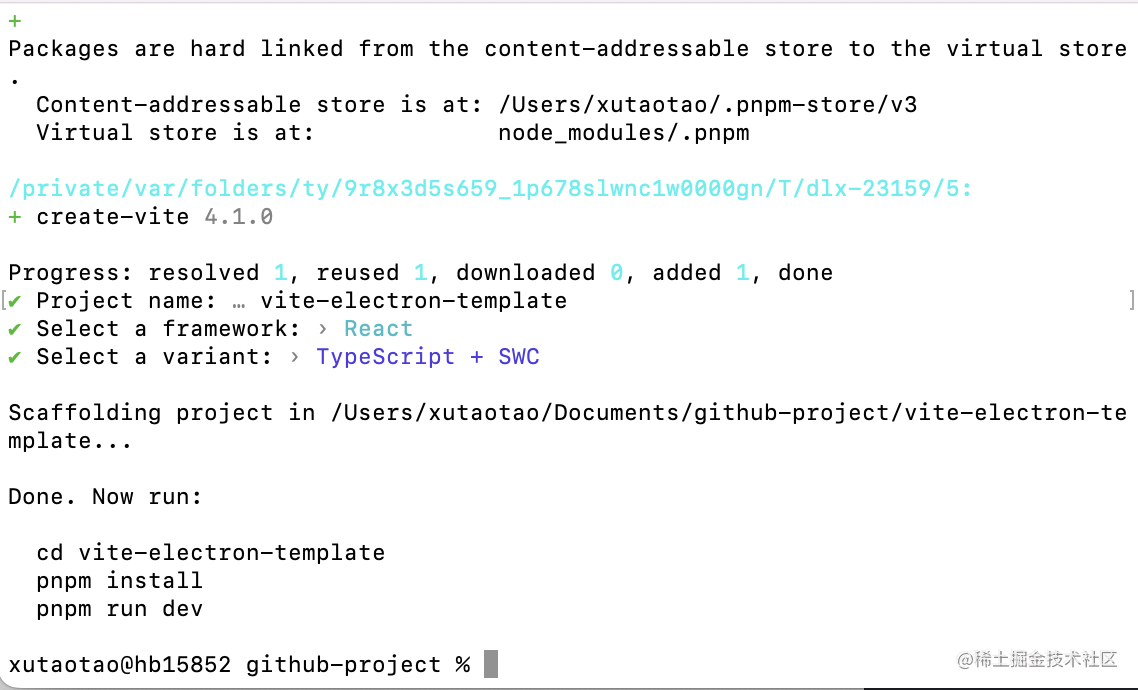 +
Packages are hard linked from the content-addressable store to the virtual store
.
  Content-addressable store is at: /Users/xutaotao/.pnpm-store/v3
  Virtual store is at:             node_modules/.pnpm
/private/var/folders/ty/9r8x3d5s659_1p678slwnc1w0000gn/T/dlx-23159/5:
+ create-vite 4.1.0
Progress: resolved 1, reused 1, downloaded 0, added 1, done
[✔ Project name: … vite-electron-template ]
✔ Select a framework: › React
✔ Select a variant: › TypeScript + SWC
Scaffolding project in /Users/xutaotao/Documents/github-project/vite-electron-te
mplate...
Done. Now run:
  cd vite-electron-template
  pnpm install
  pnpm run dev
xutaotao@hb15852 github-project %
@稀土掘金技术社区